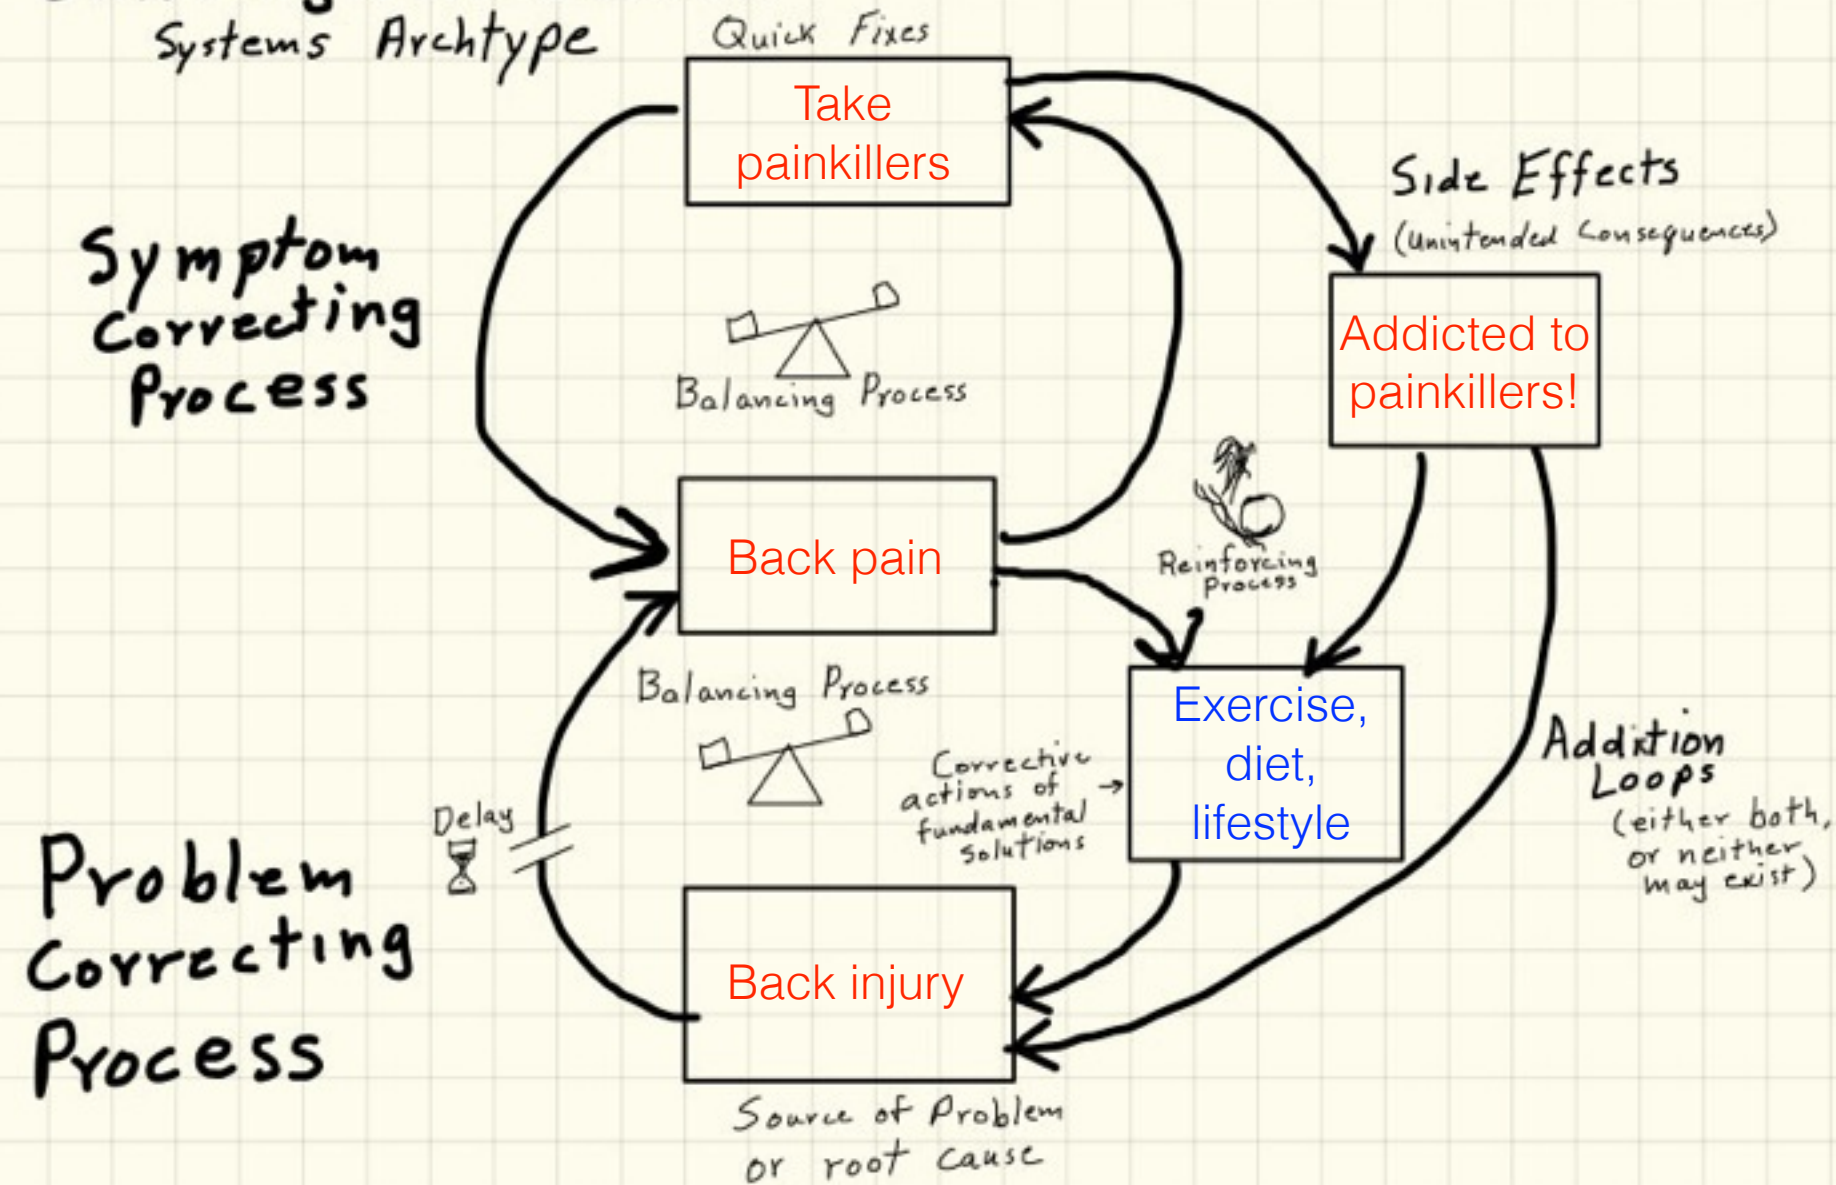 Systems Archtype
Quick Fixes
Take
painkillers
Side Effects
(Unintended Consequences)
Symptom
Correcting
Process
Balancing Process
Addicted to
painkillers!
Back pain
Reinforcing
Process
Balancing Process
Exercise,
diet,
lifestyle
Corrective
actions of
fundamental
solutions
Addiction
Loops
(either both,
or neither
may exist)
Delay
Problem
Correcting
Process
Back injury
Source of Problem
or root cause